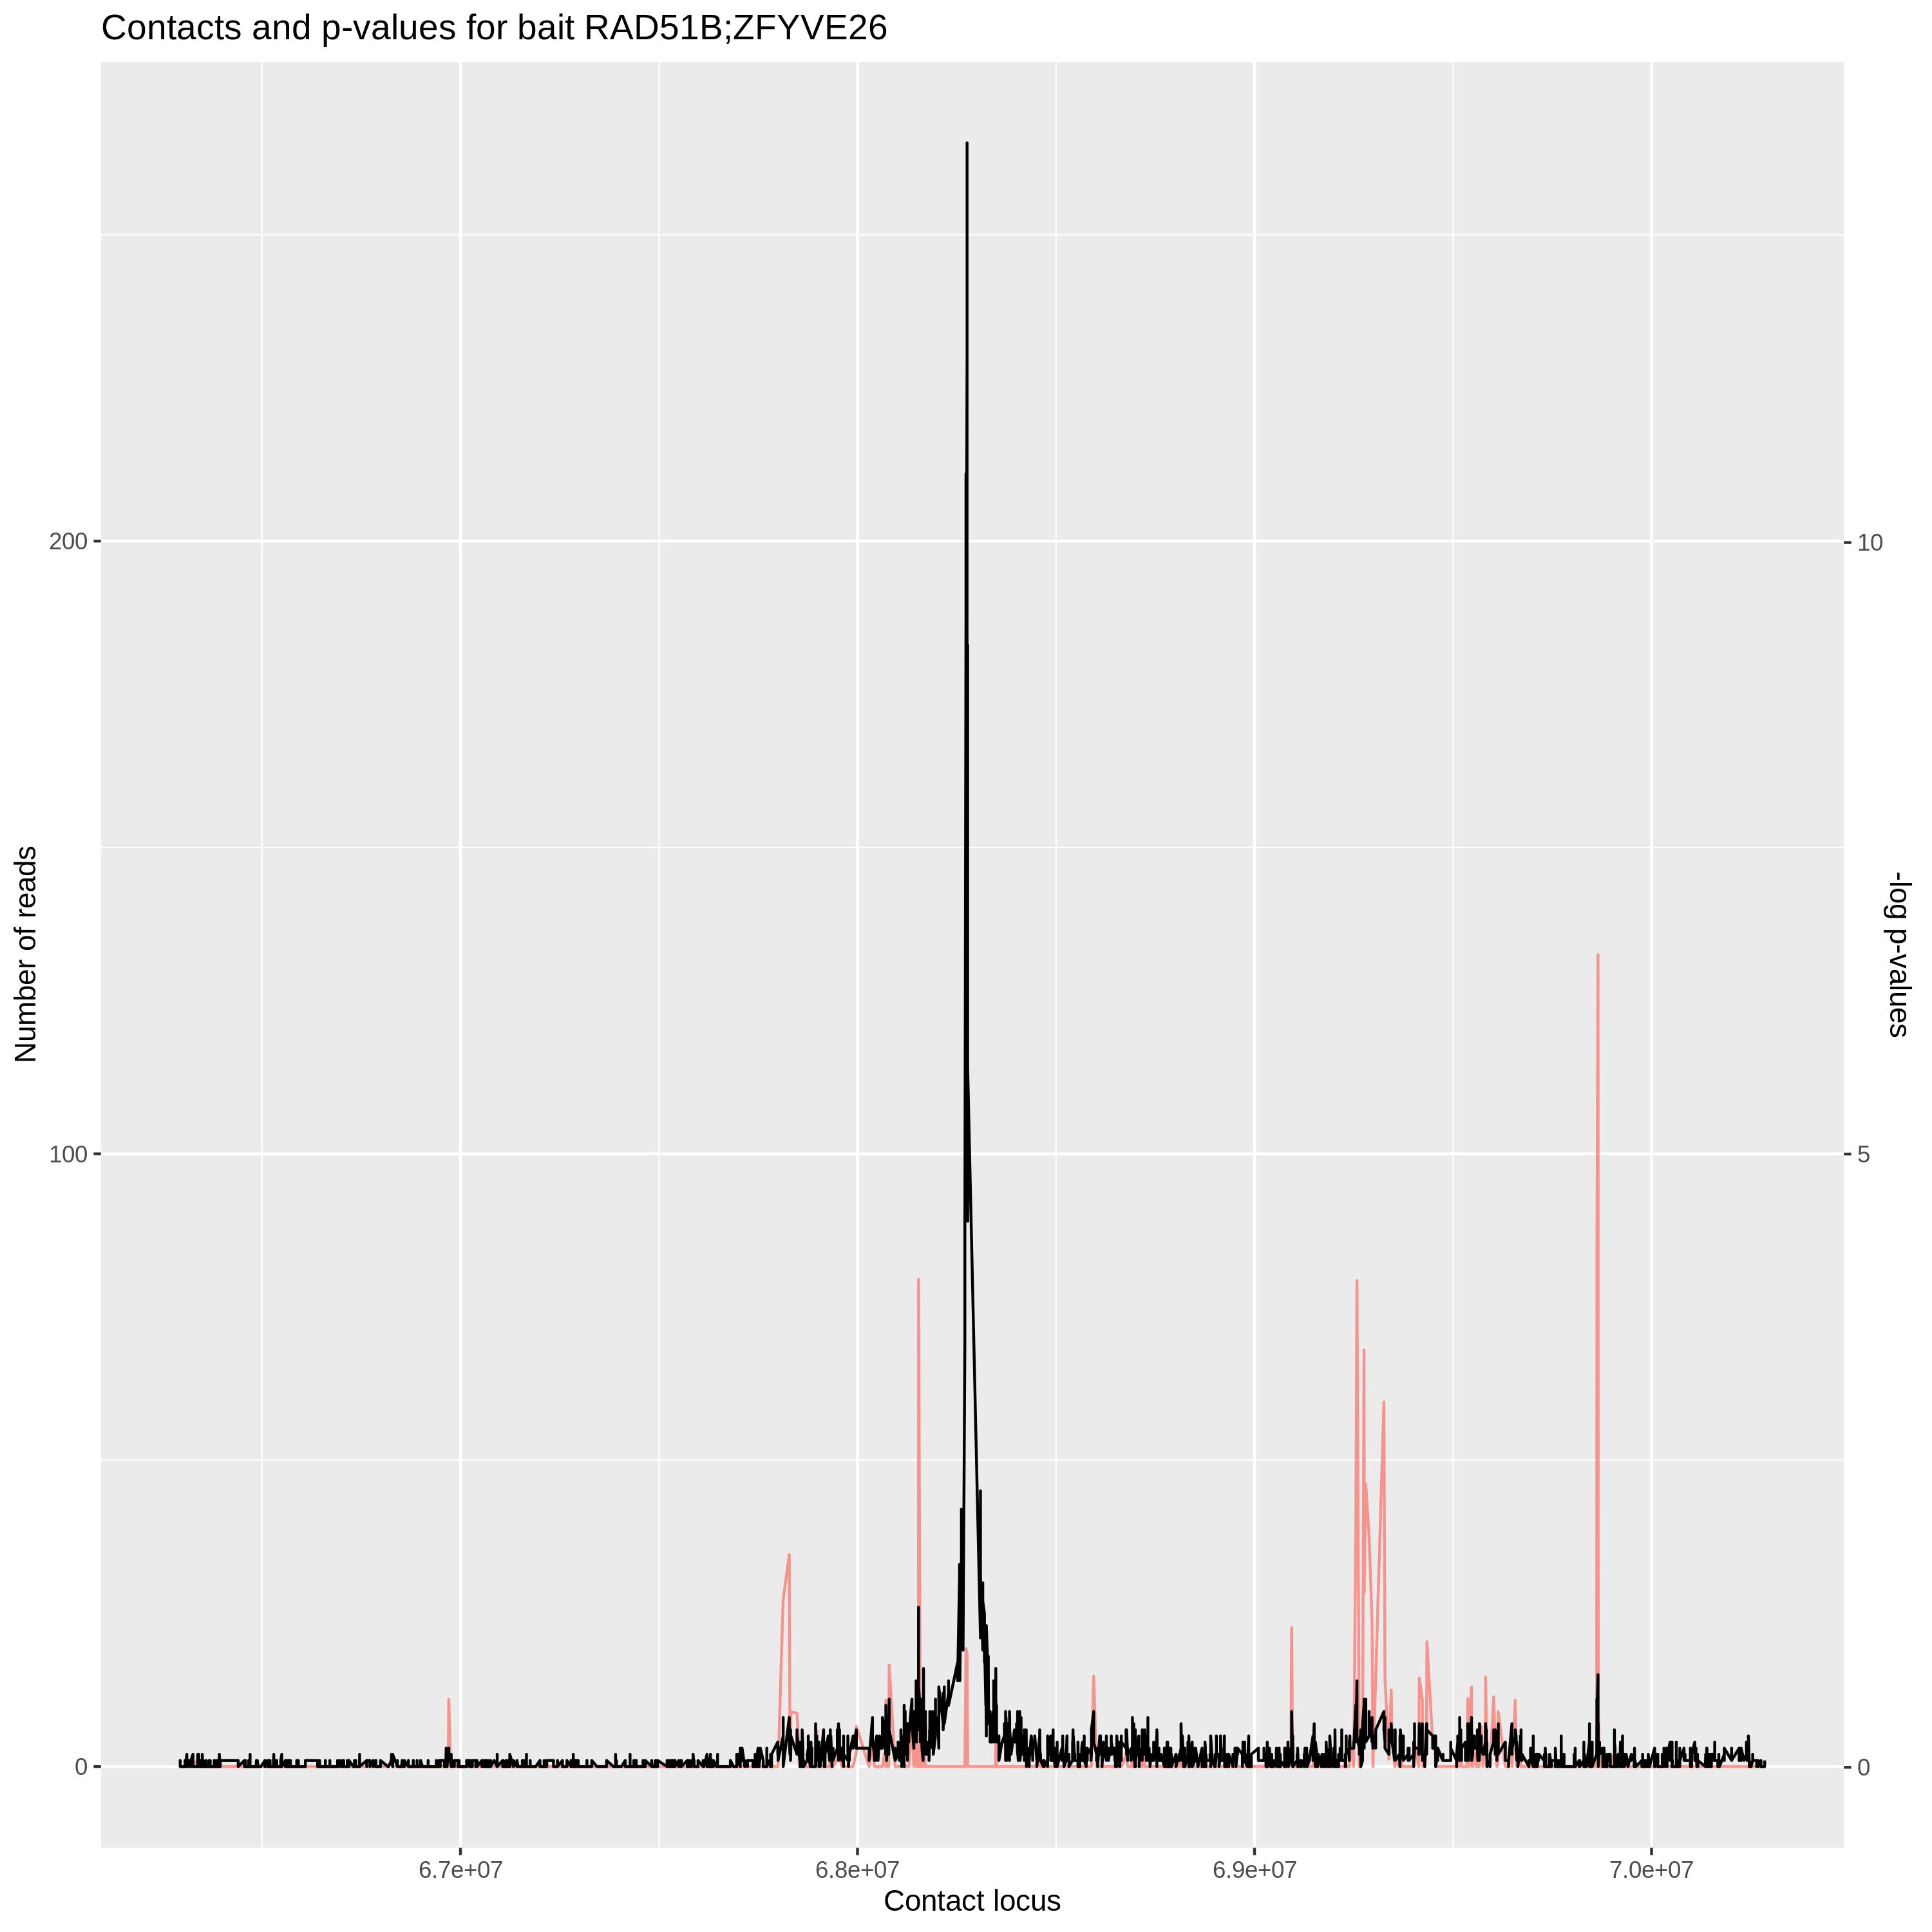 Contacts and p-values for bait RAD51B;ZFYVE26
200
100
0
Number of reads
10
5
0
-log p-values
6.7e+07
6.8e+07
6.9e+07
7.0e+07
Contact locus